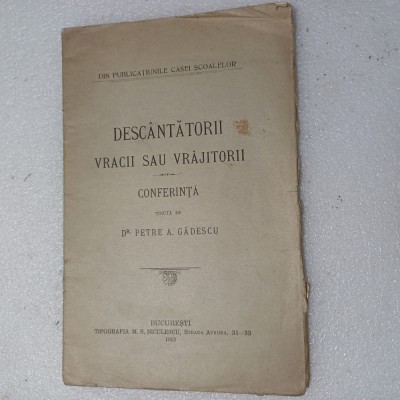 DIN PUBLICAȚIUNILE CASEI ȘCOALELOR
DESCÂNTĂTORII
VRACII SAU VRĂJITORII
CONFERINȚĂ
ȚINUTĂ DE
DR. PETRE A. GĂDESCU
BUCUREȘTI
TIPOGRAFIA M. S. NICULESCU, STRADA AURORA, 31—33